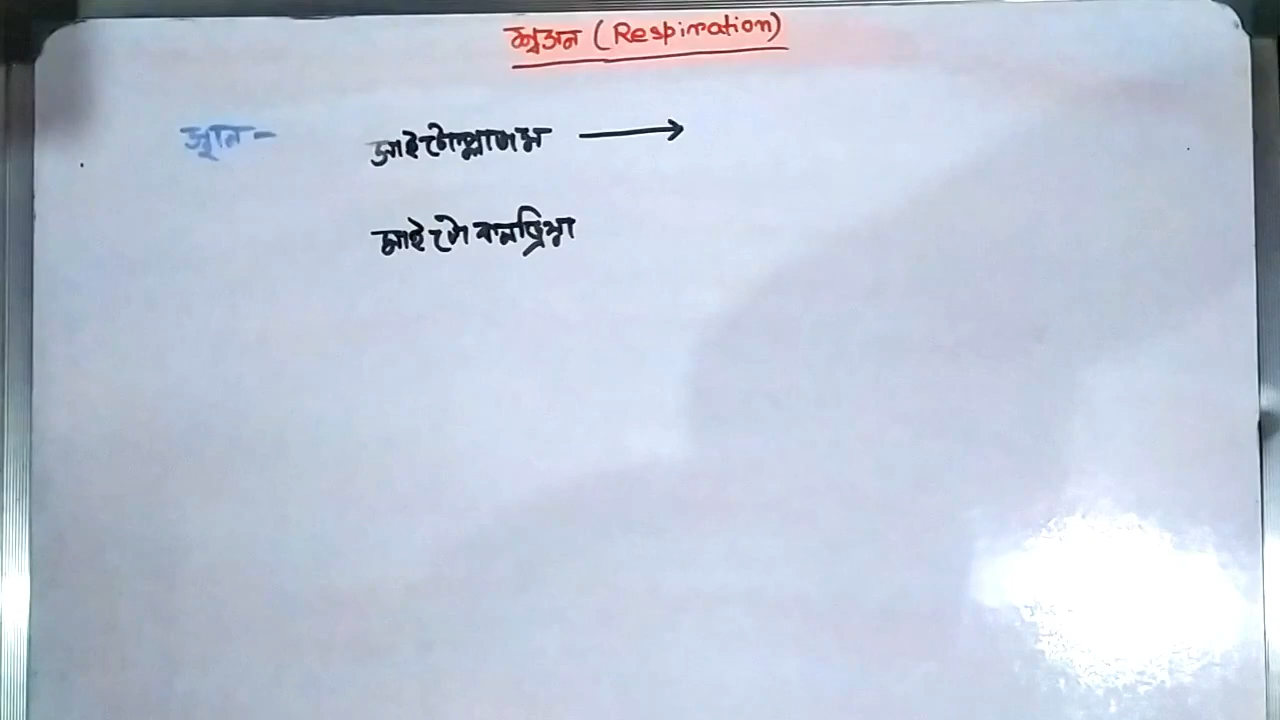 শ্বসন (Respiration)
স্থান - সাইটোপ্লাজম →
মাইটোকনড্রিয়া